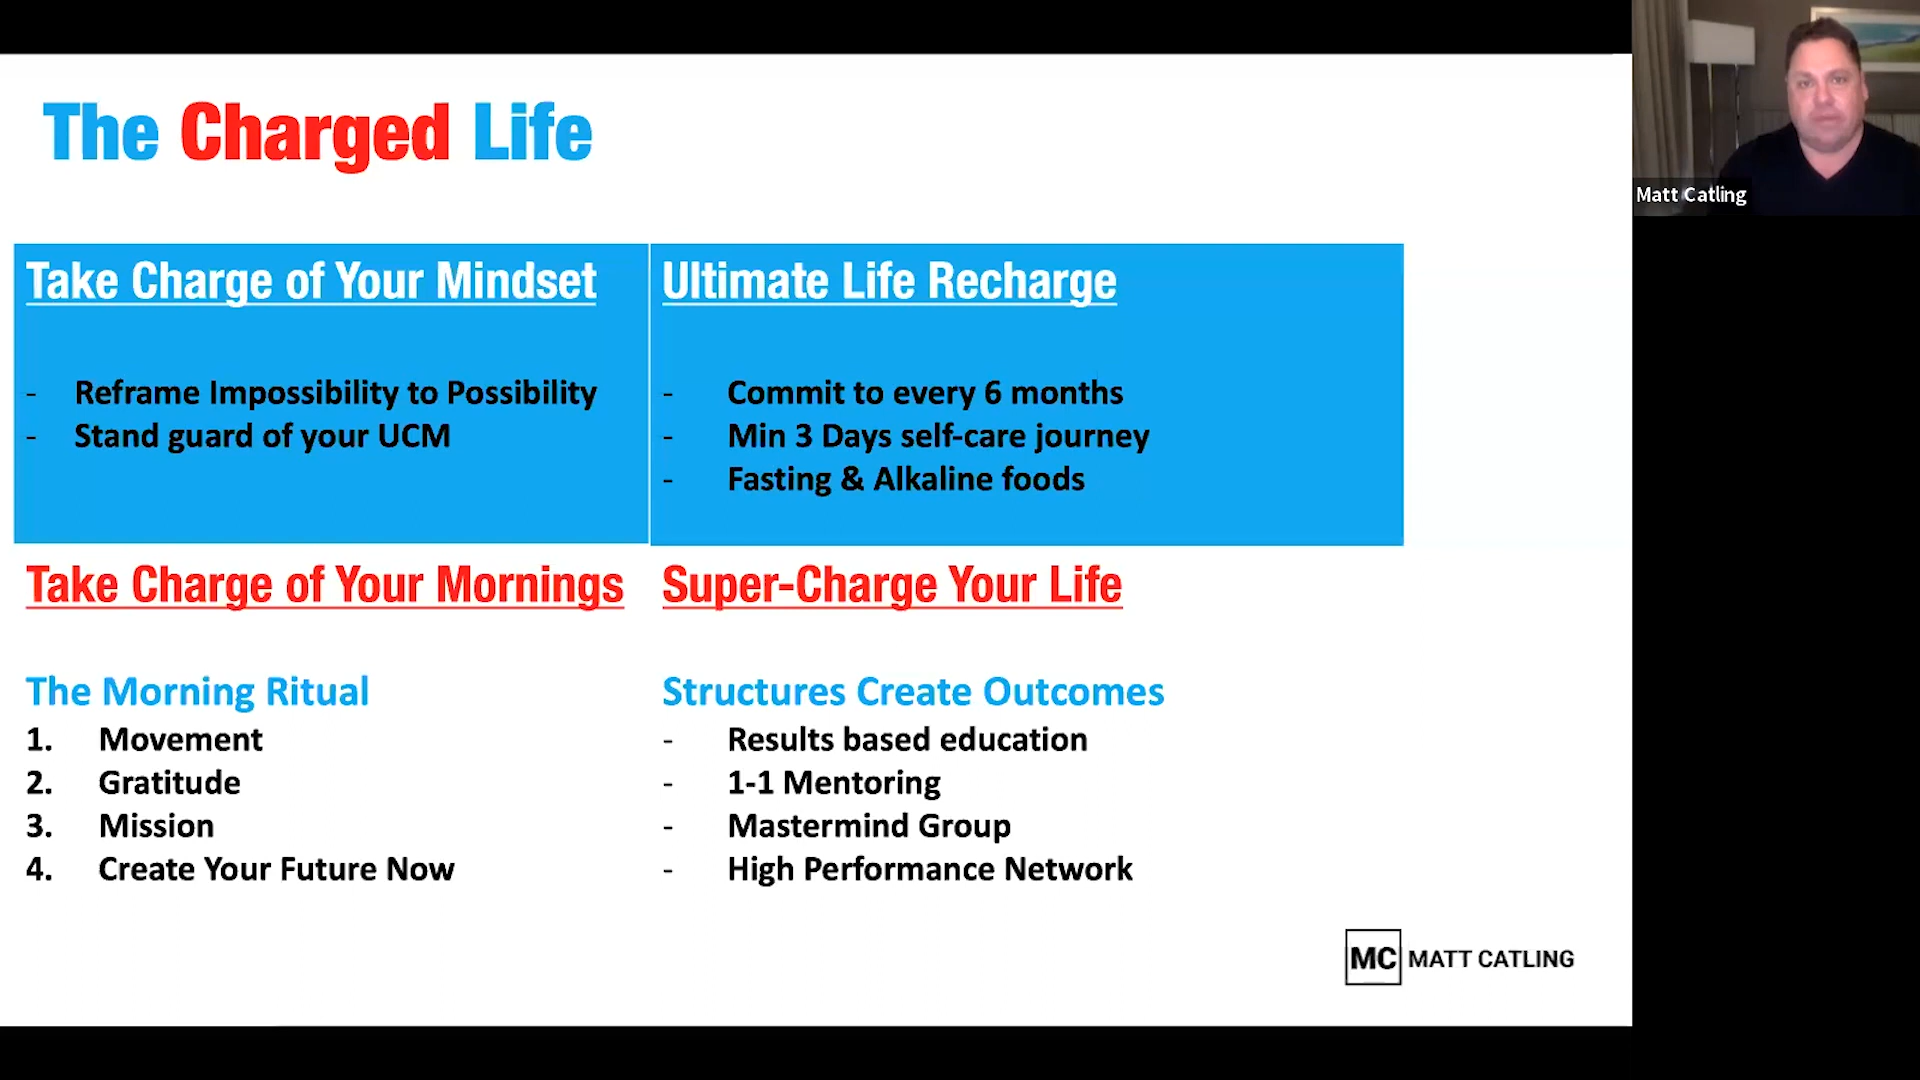 The Charged Life
Take Charge of Your Mindset
- Reframe Impossibility to Possibility
- Stand guard of your UCM
Ultimate Life Recharge
- Commit to every 6 months
- Min 3 Days self-care journey
- Fasting & Alkaline foods
Take Charge of Your Mornings
The Morning Ritual
1. Movement
2. Gratitude
3. Mission
4. Create Your Future Now
Super-Charge Your Life
Structures Create Outcomes
- Results based education
- 1-1 Mentoring
- Mastermind Group
- High Performance Network
MC MATT CATLING
Matt Catling